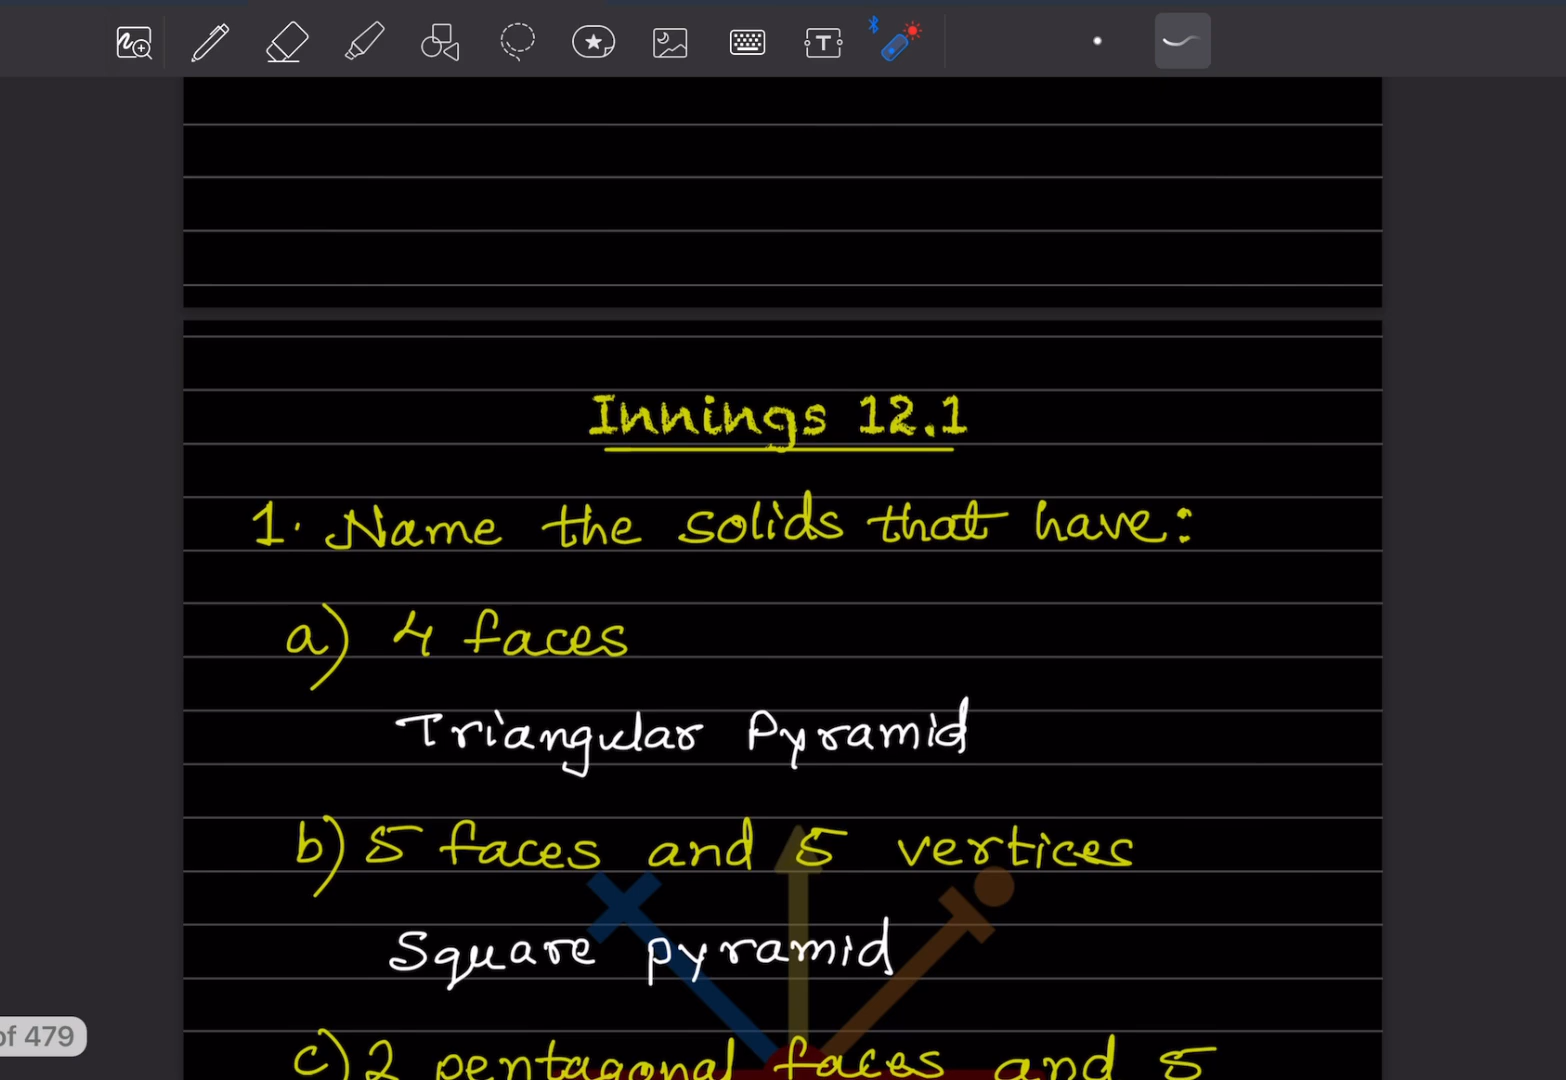 Innings 12.1
1. Name the solids that have:
a) 4 faces
Triangular Pyramid
b) 5 faces and 5 vertices
Square pyramid
c) 2 pentagonal faces and 5
of 479